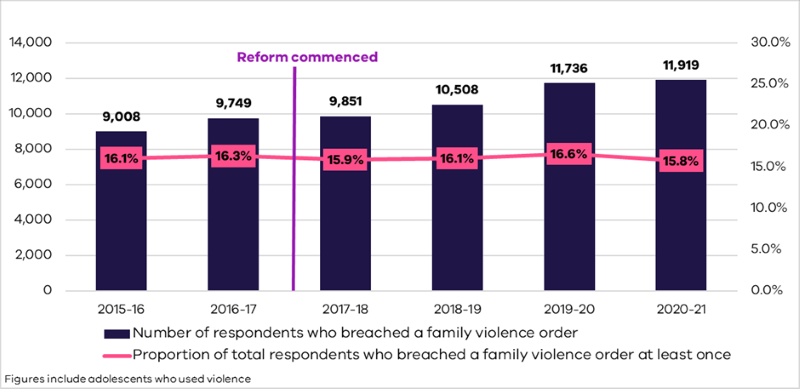 14,000 30.0%
Reform commenced
12,000 25.0%
11,736 11,919
10,508
10,000 20.0%
9,008 9,749 9,851
8,000 15.0%
16.1% 16.3% 15.9% 16.1% 16.6% 15.8%
6,000
4,000 10.0%
2,000 5.0%
0 0.0%
2015-16 2016-17 2017-18 2018-19 2019-20 2020-21
Number of respondents who breached a family violence order
Proportion of total respondents who breached a family violence order at least once
Figures include adolescents who used violence